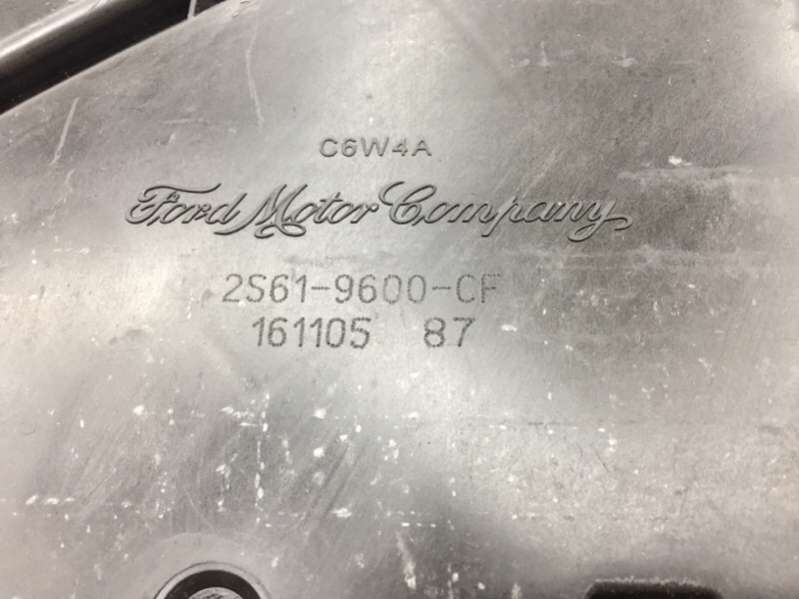 C6W4A
Ford Motor Company
2S61-9600-CF
161105 87